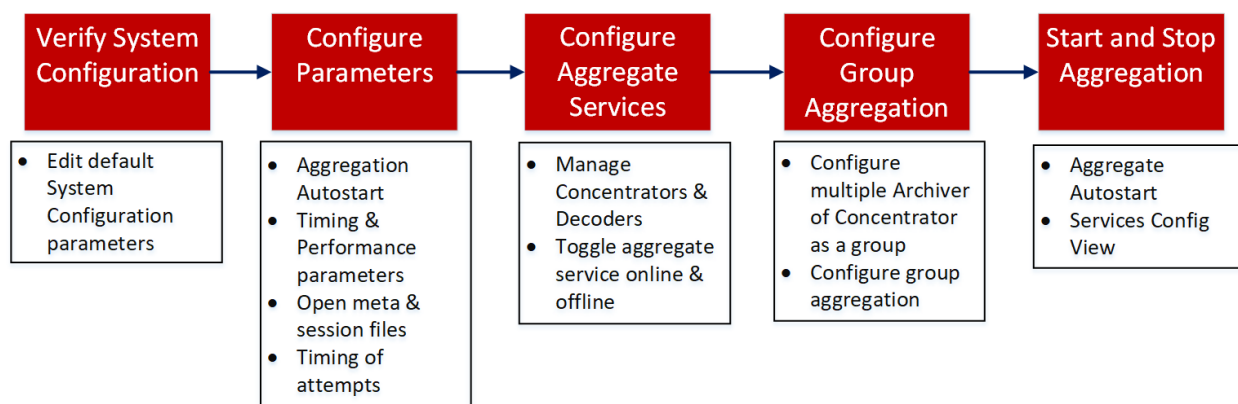 Verify System
Configuration
Configure
Parameters
Configure
Aggregate
Services
Configure
Group
Aggregation
Start and Stop
Aggregation
• Edit default
System
Configuration
parameters
• Aggregation
Autostart
• Timing &
Performance
parameters
• Open meta &
session files
• Timing of
attempts
• Manage
Concentrators &
Decoders
• Toggle aggregate
service online &
offline
• Configure
multiple Archiver
of Concentrator
as a group
• Configure group
aggregation
• Aggregate
Autostart
• Services Config
View